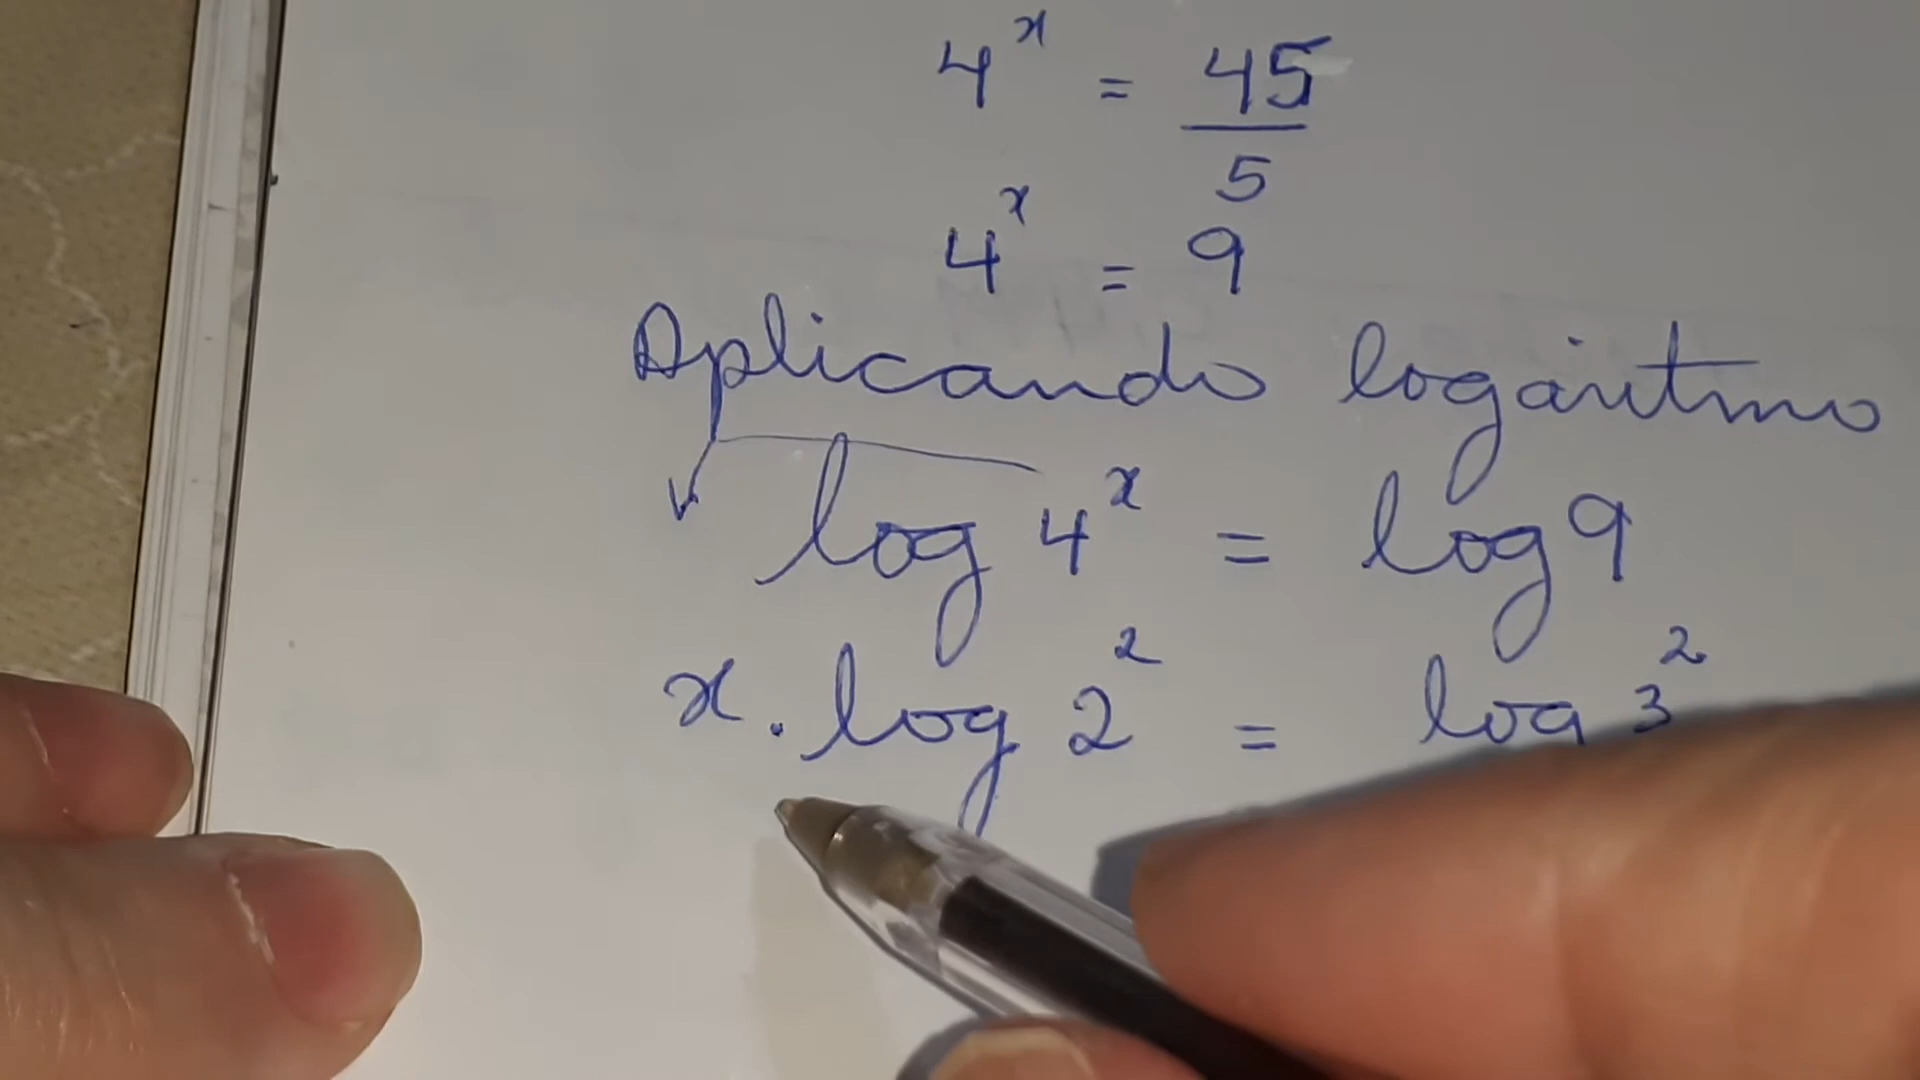 4^x = 45/5
4^x = 9
Aplicando logaritmo
log 4^x = log 9
x . log 2^2 = log 3^2